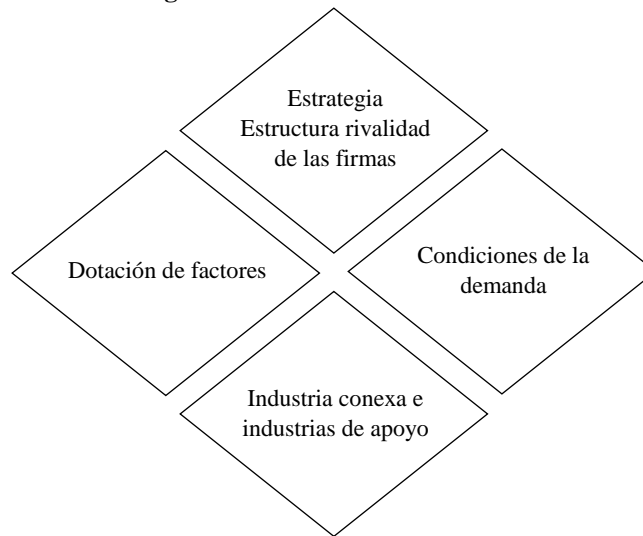 Estrategia
Estructura rivalidad
de las firmas
Dotación de factores
Condiciones de la
demanda
Industria conexa e
industrias de apoyo